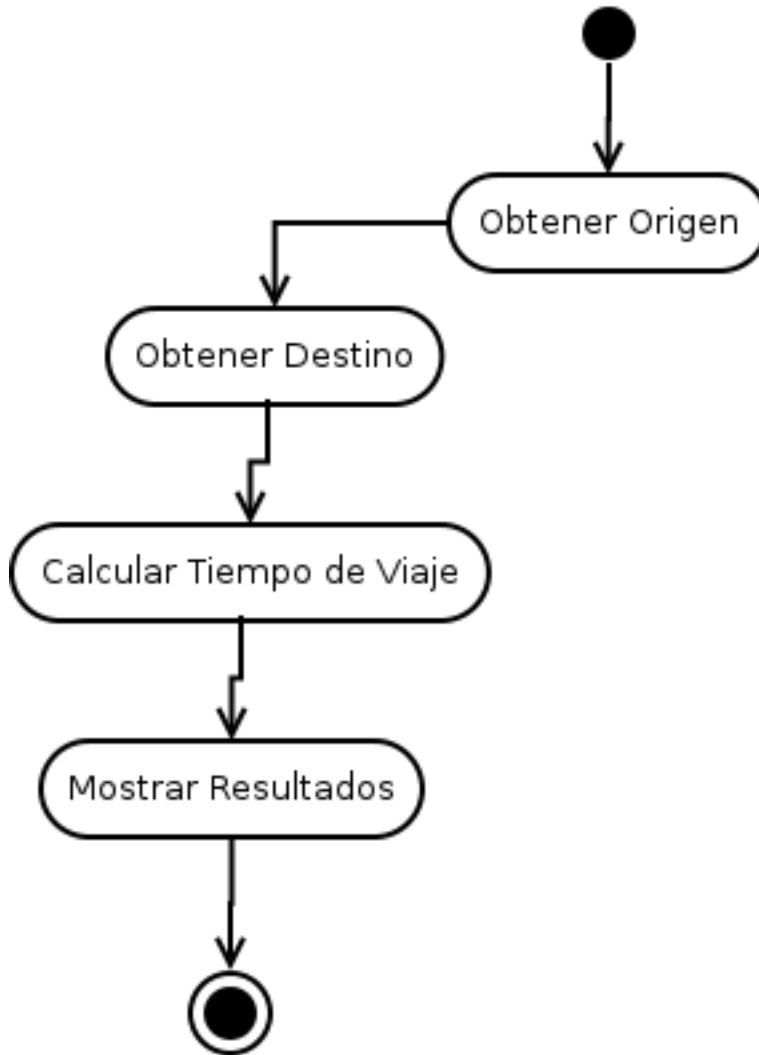 Obtener Origen
Obtener Destino
Calcular Tiempo de Viaje
Mostrar Resultados